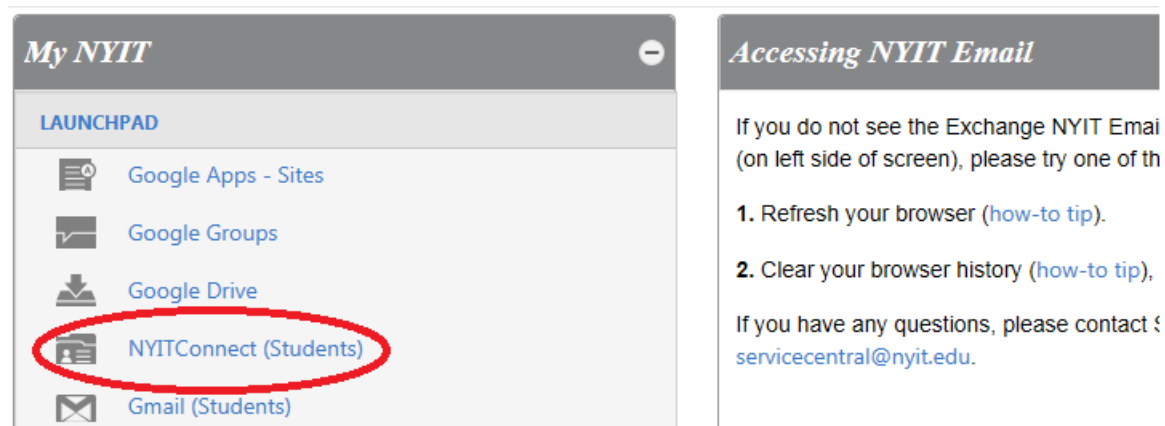 My NYIT
LAUNCHPAD
Google Apps - Sites
Google Groups
Google Drive
NYITConnect (Students)
Gmail (Students)
Accessing NYIT Email
If you do not see the Exchange NYIT Emai
(on left side of screen), please try one of th
1. Refresh your browser (how-to tip).
2. Clear your browser history (how-to tip),
If you have any questions, please contact
servicecentral@nyit.edu.